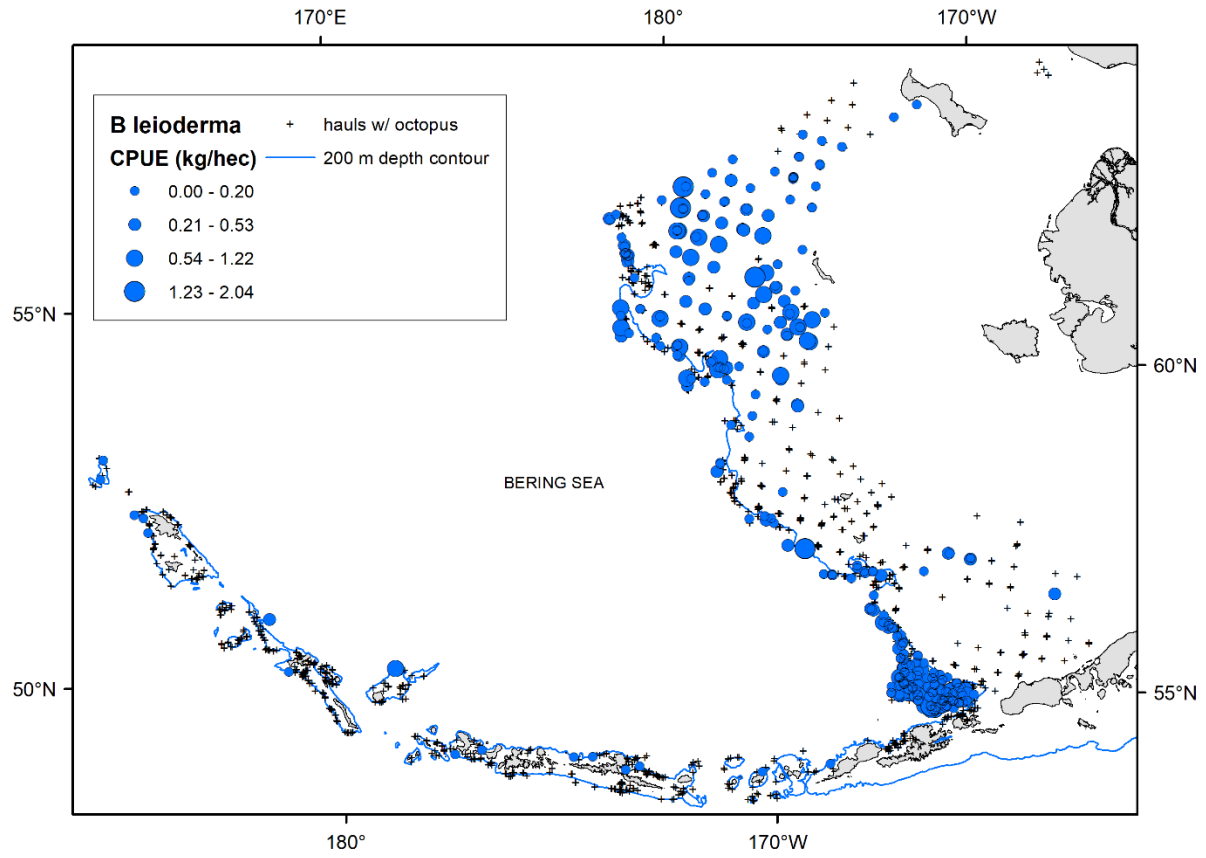 170°E 180° 170°W
B leioderma + hauls w/ octopus
CPUE (kg/hec) 200 m depth contour
0.00 - 0.20
0.21 - 0.53
0.54 - 1.22
1.23 - 2.04
55°N
60°N
BERING SEA
50°N
55°N
180° 170°W